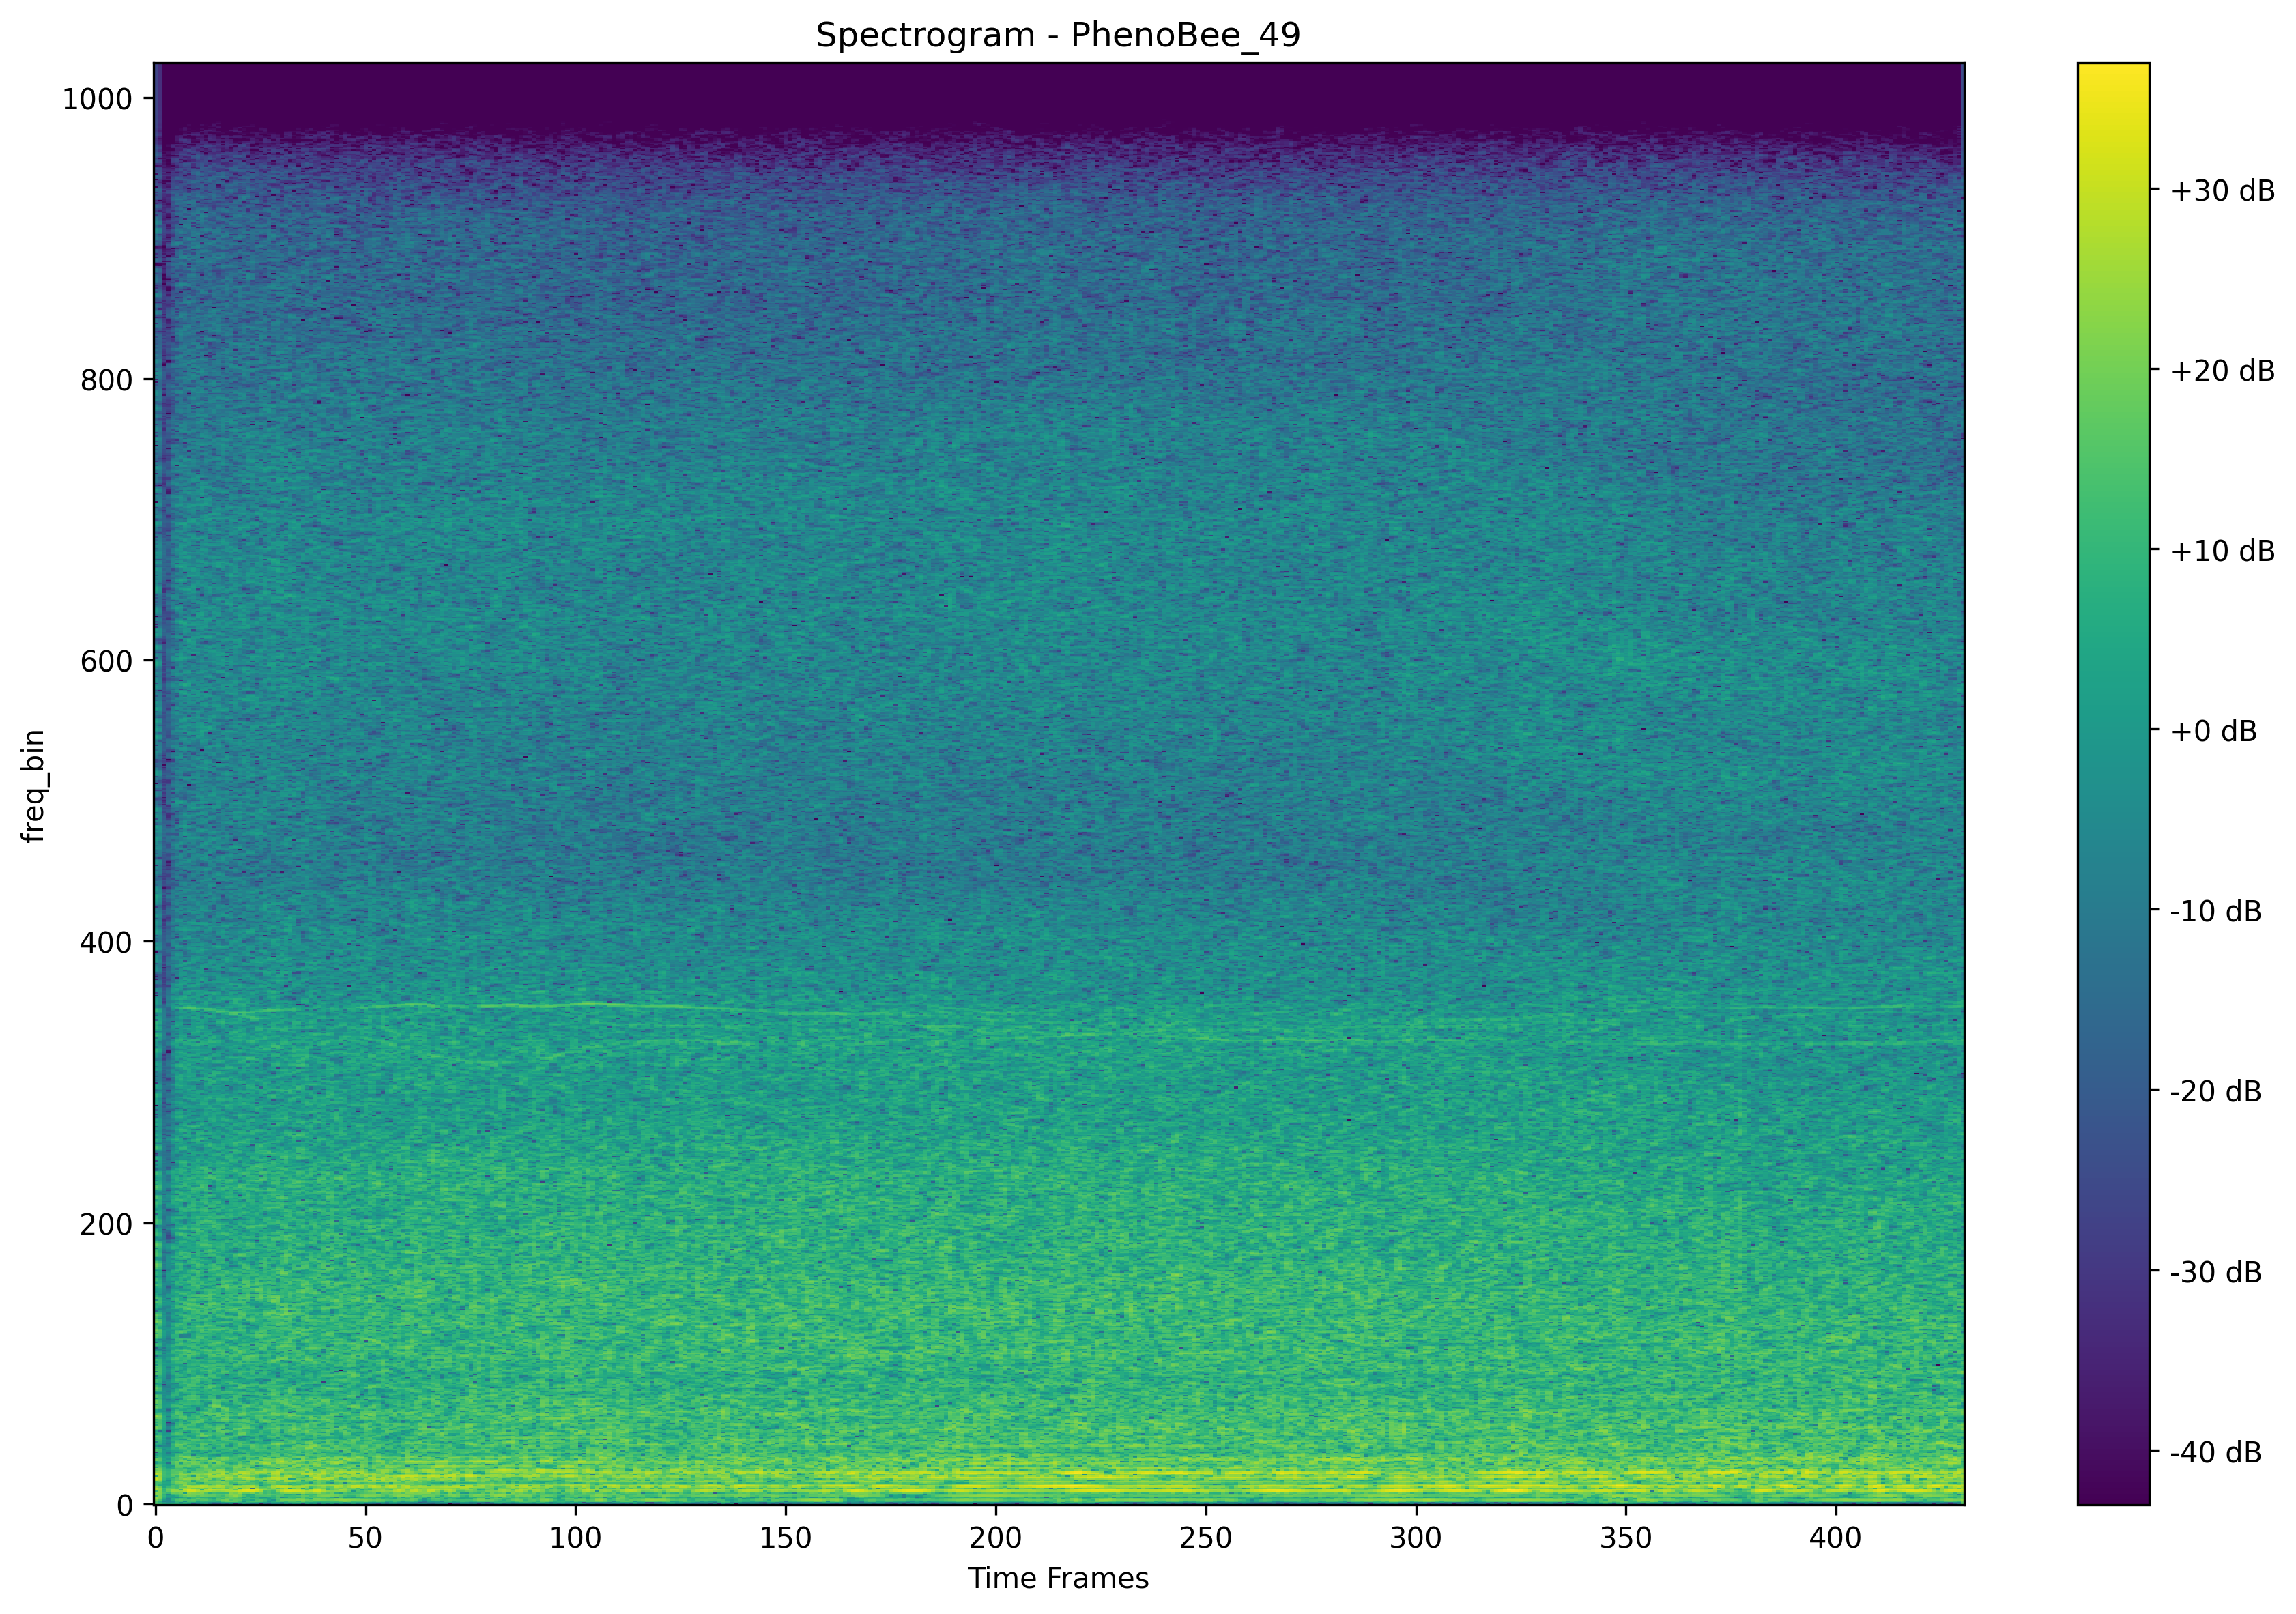 Spectrogram - PhenoBee_49
1000
800
600
400
200
0
freq_bin
0 50 100 150 200 250 300 350 400
Time Frames
+30 dB
+20 dB
+10 dB
+0 dB
-10 dB
-20 dB
-30 dB
-40 dB